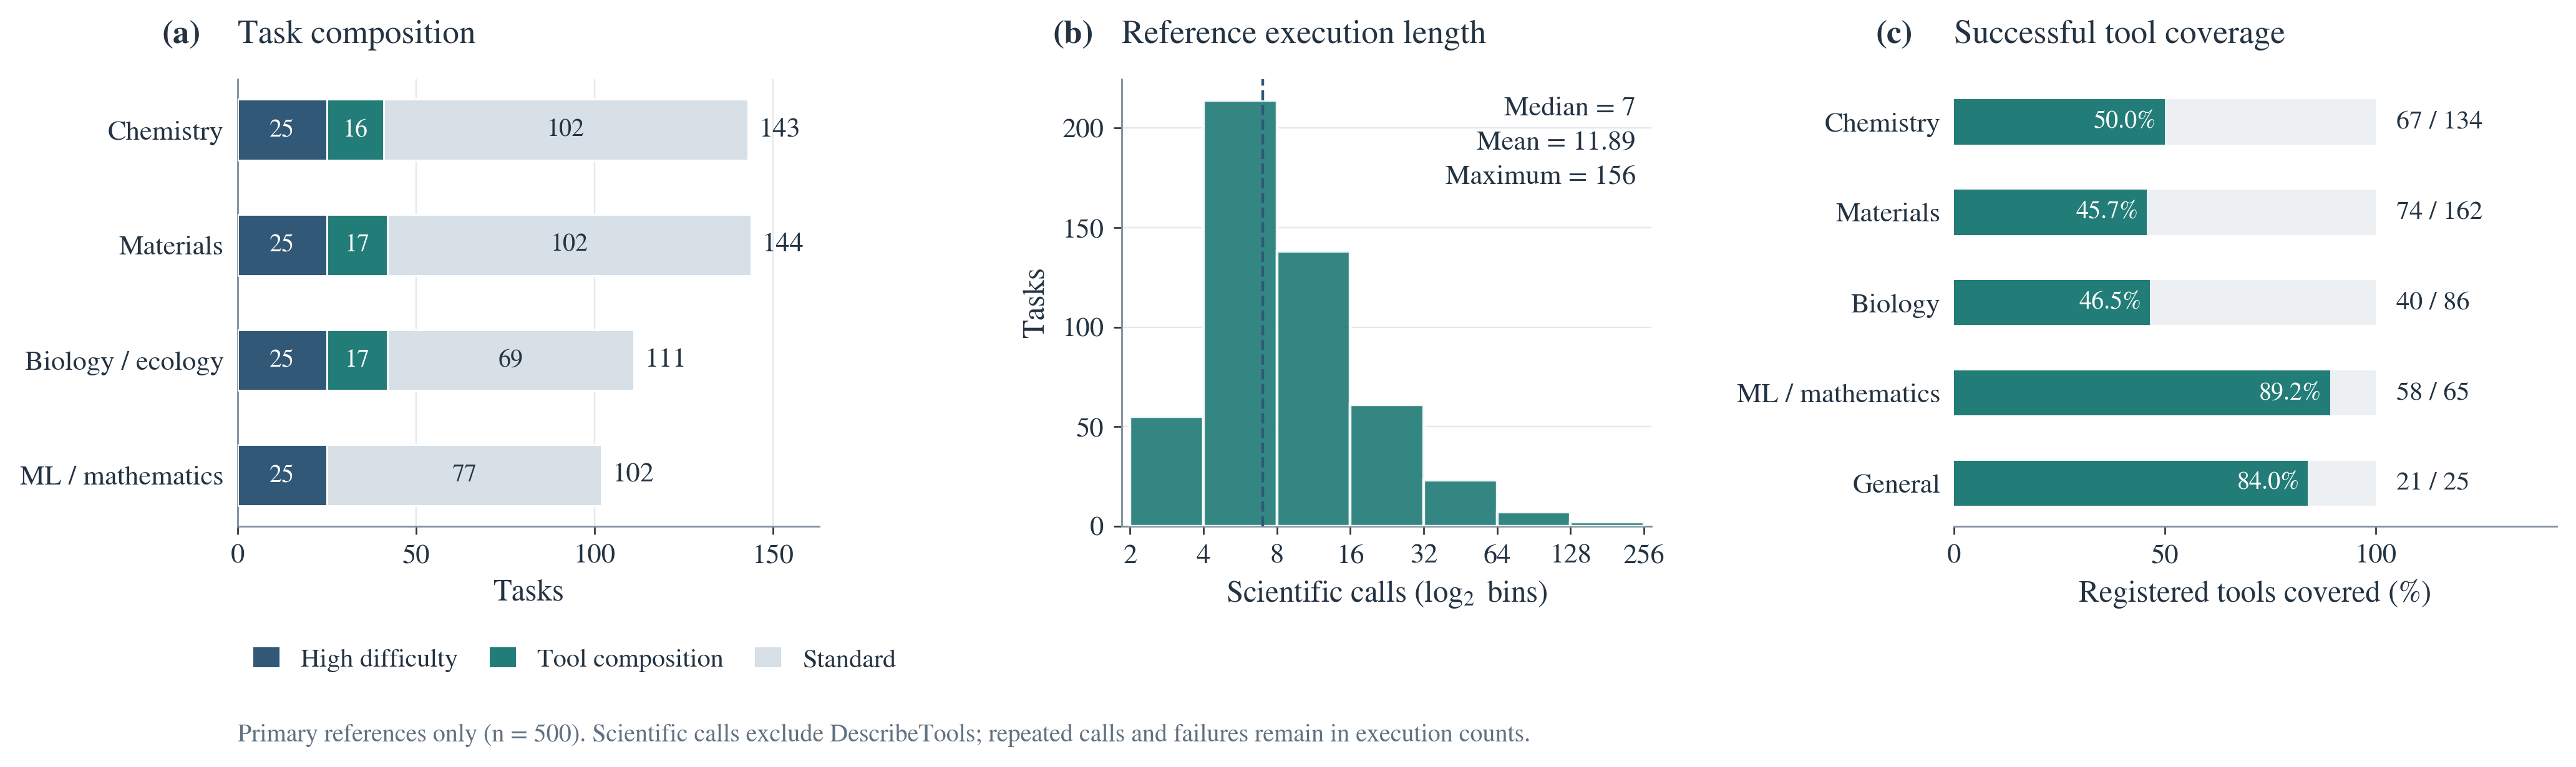 (a) Task composition
Chemistry 25 16 102 143
Materials 25 17 102 144
Biology / ecology 25 17 69 111
ML / mathematics 25 77 102
0 50 100 150
Tasks
High difficulty Tool composition Standard
(b) Reference execution length
Median = 7
Mean = 11.89
Maximum = 156
Tasks
200
150
100
50
0
2 4 8 16 32 64 128 256
Scientific calls (log₂ bins)
(c) Successful tool coverage
Chemistry 50.0% 67 / 134
Materials 45.7% 74 / 162
Biology 46.5% 40 / 86
ML / mathematics 89.2% 58 / 65
General 84.0% 21 / 25
0 50 100
Registered tools covered (%)
Primary references only (n = 500). Scientific calls exclude DescribeTools; repeated calls and failures remain in execution counts.